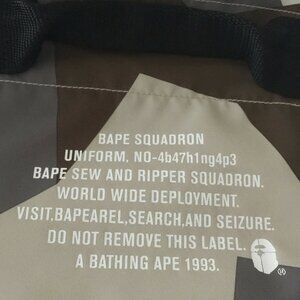 BAPE SQUADRON
UNIFORM, NO-4b47h1ng4p3
BAPE SEW AND RIPPER SQUADRON.
WORLD WIDE DEPLOYMENT.
VISIT.BAPEAREL,SEARCH,AND SEIZURE.
DO NOT REMOVE THIS LABEL.
A BATHING APE 1993.
®